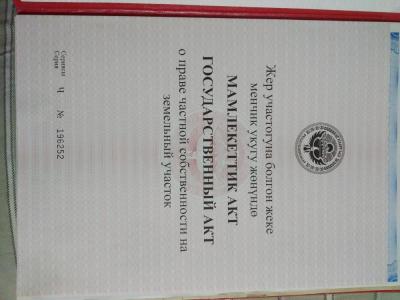 Жер участогуна болгон жеке
менчик укугу жөнүндө
МАМЛЕКЕТТИК АКТ
ГОСУДАРСТВЕННЫЙ АКТ
о праве частной собственности на
земельный участок
Сериясы
Серия
Ч № 196252